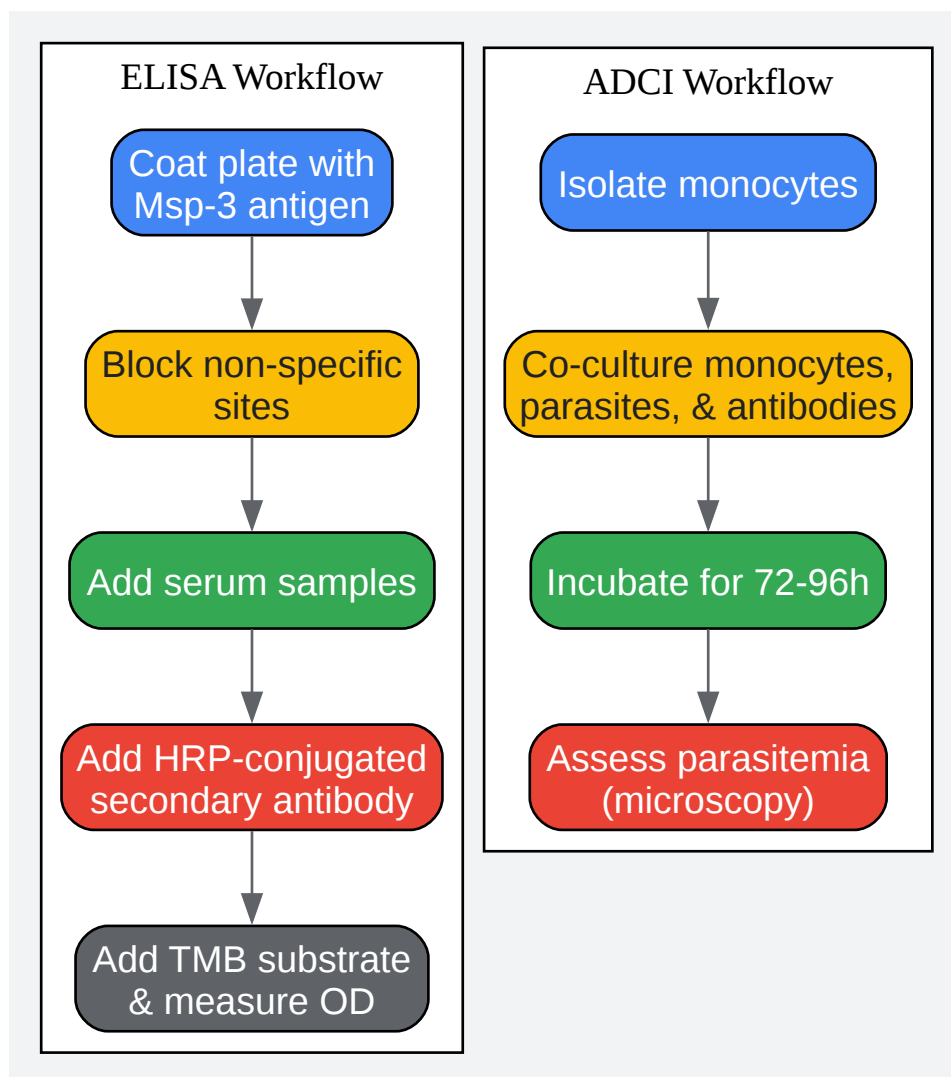 ELISA Workflow
Coat plate with
Msp-3 antigen
Block non-specific
sites
Add serum samples
Add HRP-conjugated
secondary antibody
Add TMB substrate
& measure OD
ADCI Workflow
Isolate monocytes
Co-culture monocytes,
parasites, & antibodies
Incubate for 72-96h
Assess parasitemia
(microscopy)